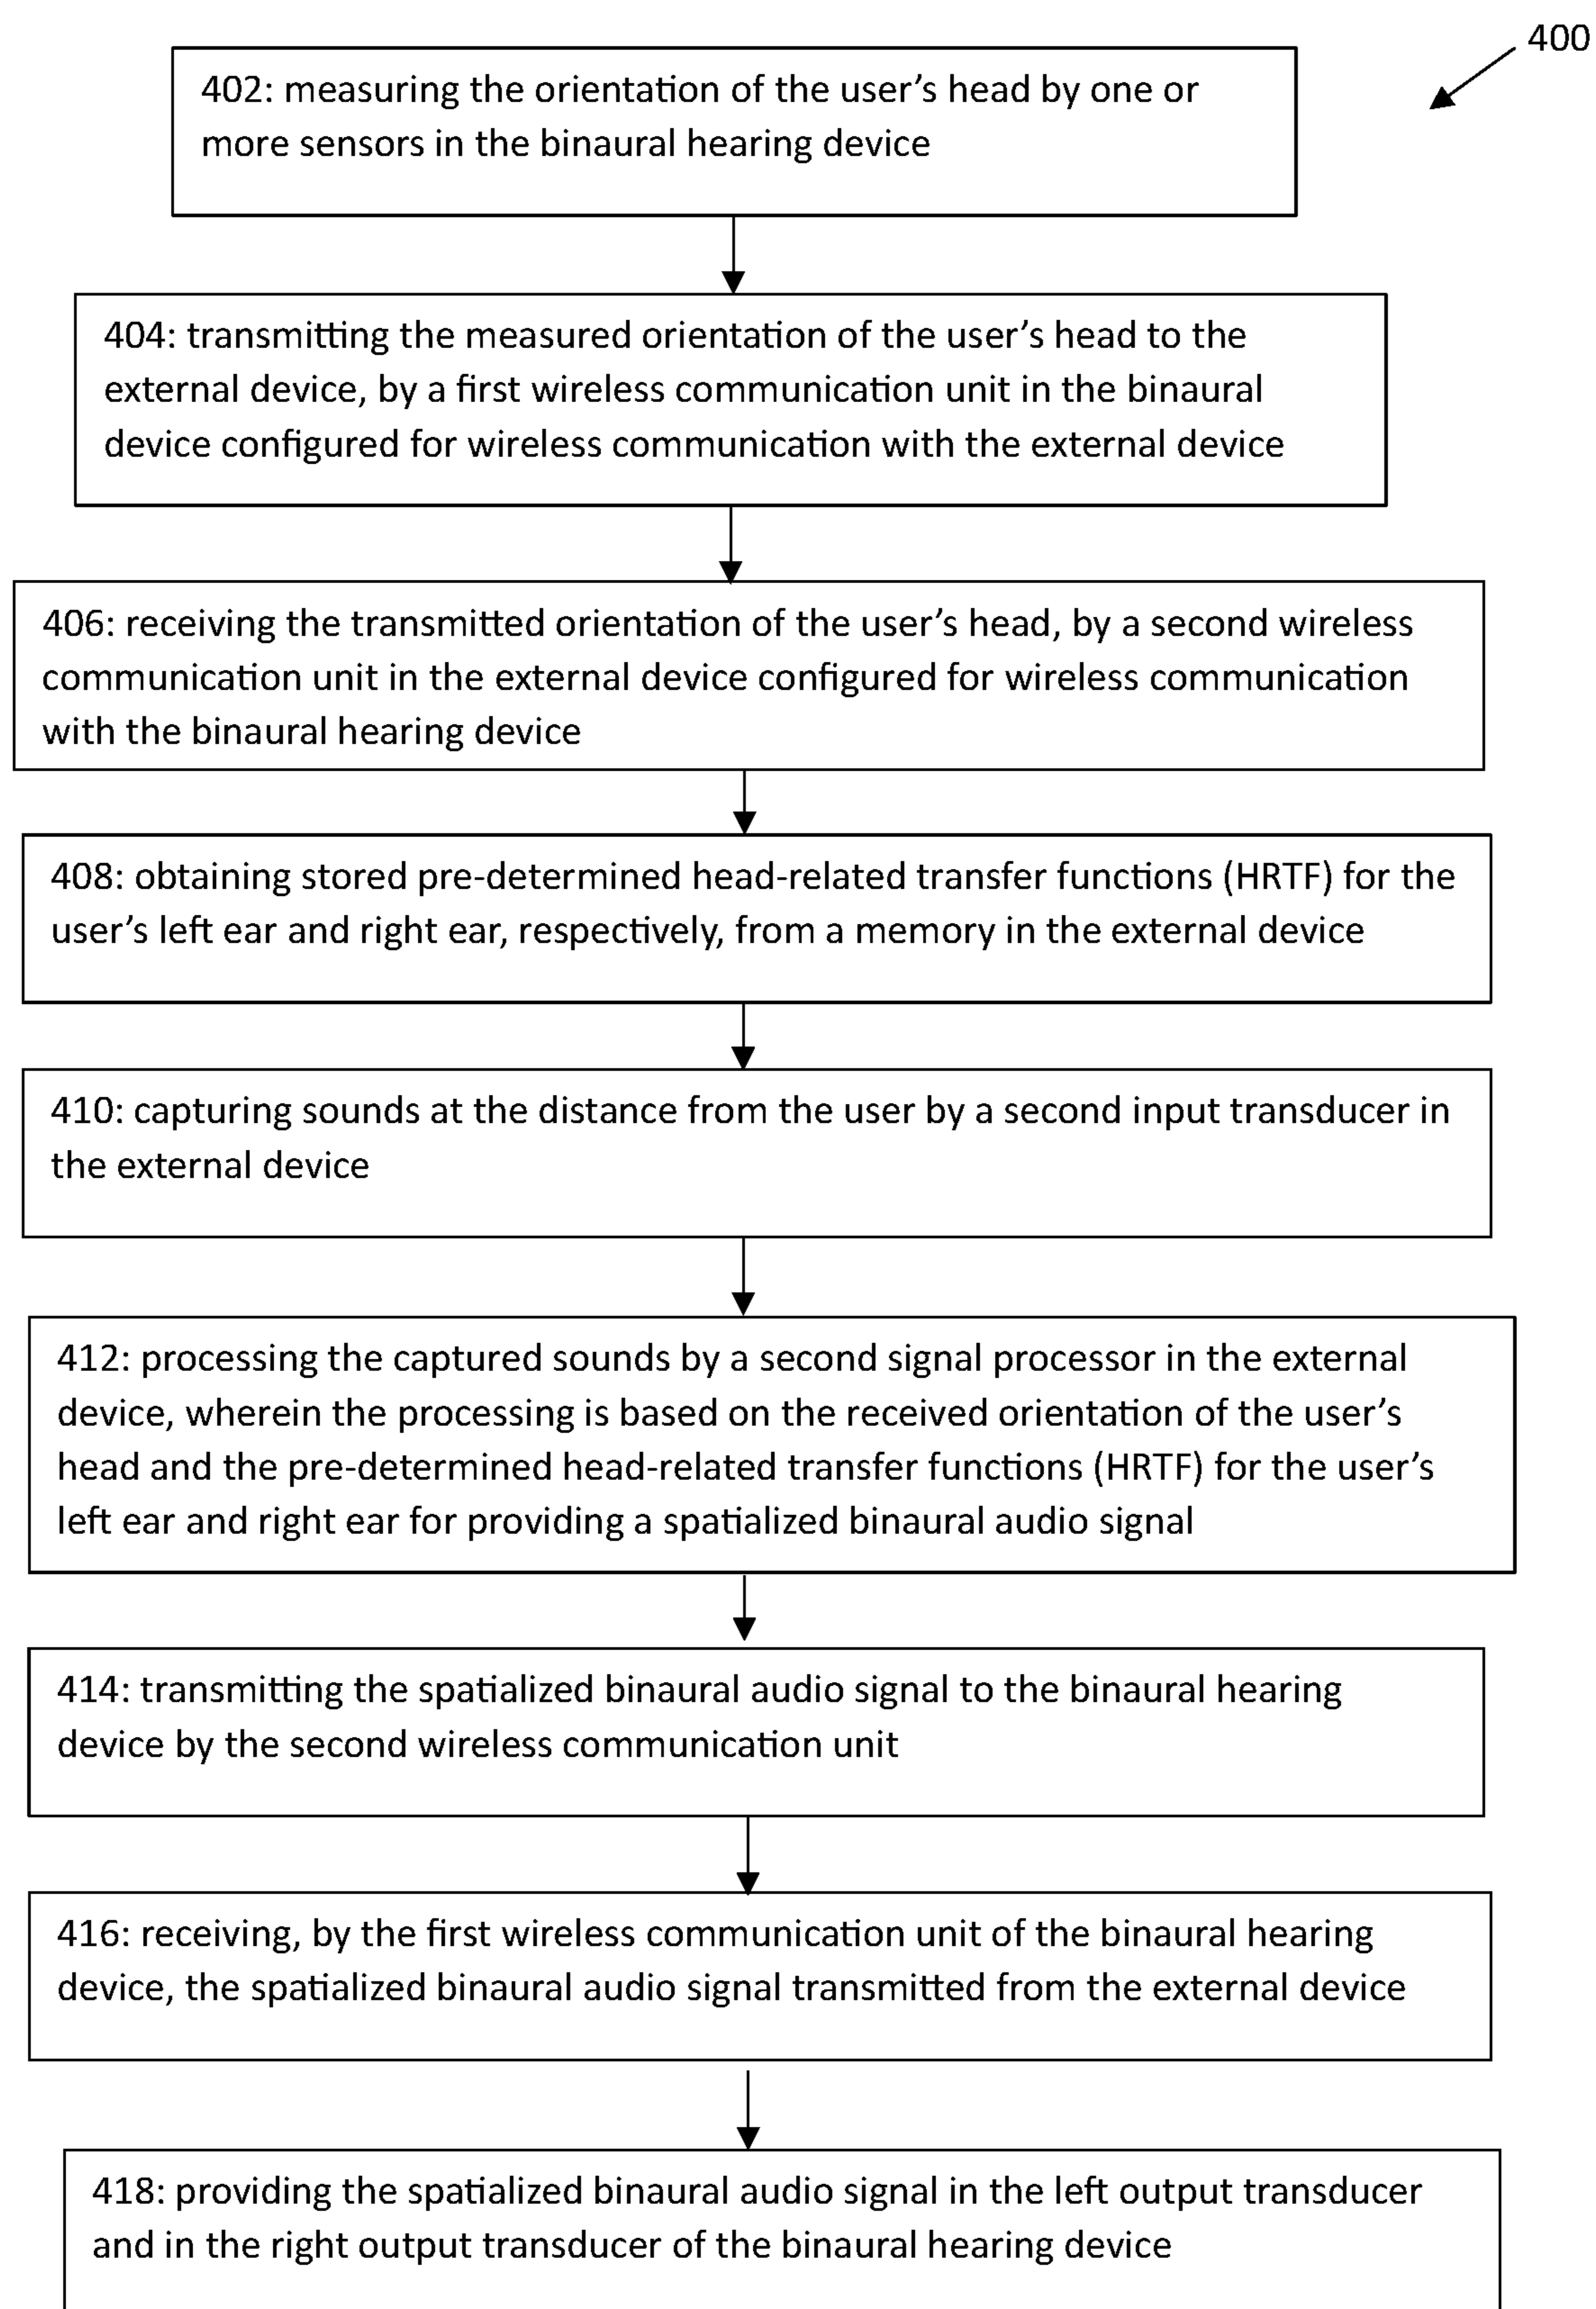 400
402: measuring the orientation of the user’s head by one or
more sensors in the binaural hearing device
404: transmitting the measured orientation of the user’s head to the
external device, by a first wireless communication unit in the binaural
device configured for wireless communication with the external device
406: receiving the transmitted orientation of the user’s head, by a second wireless
communication unit in the external device configured for wireless communication
with the binaural hearing device
408: obtaining stored pre-determined head-related transfer functions (HRTF) for the
user’s left ear and right ear, respectively, from a memory in the external device
410: capturing sounds at the distance from the user by a second input transducer in
the external device
412: processing the captured sounds by a second signal processor in the external
device, wherein the processing is based on the received orientation of the user’s
head and the pre-determined head-related transfer functions (HRTF) for the user’s
left ear and right ear for providing a spatialized binaural audio signal
414: transmitting the spatialized binaural audio signal to the binaural hearing
device by the second wireless communication unit
416: receiving, by the first wireless communication unit of the binaural hearing
device, the spatialized binaural audio signal transmitted from the external device
418: providing the spatialized binaural audio signal in the left output transducer
and in the right output transducer of the binaural hearing device